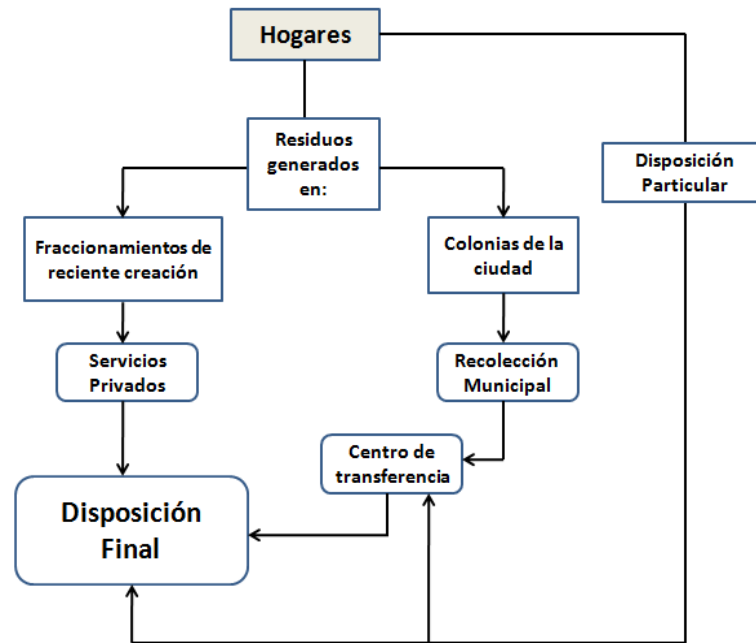 Hogares
Residuos
generados
en:
Disposición
Particular
Fraccionamientos de
reciente creación
Colonias de la
ciudad
Servicios
Privados
Recolección
Municipal
Centro de
transferencia
Disposición
Final